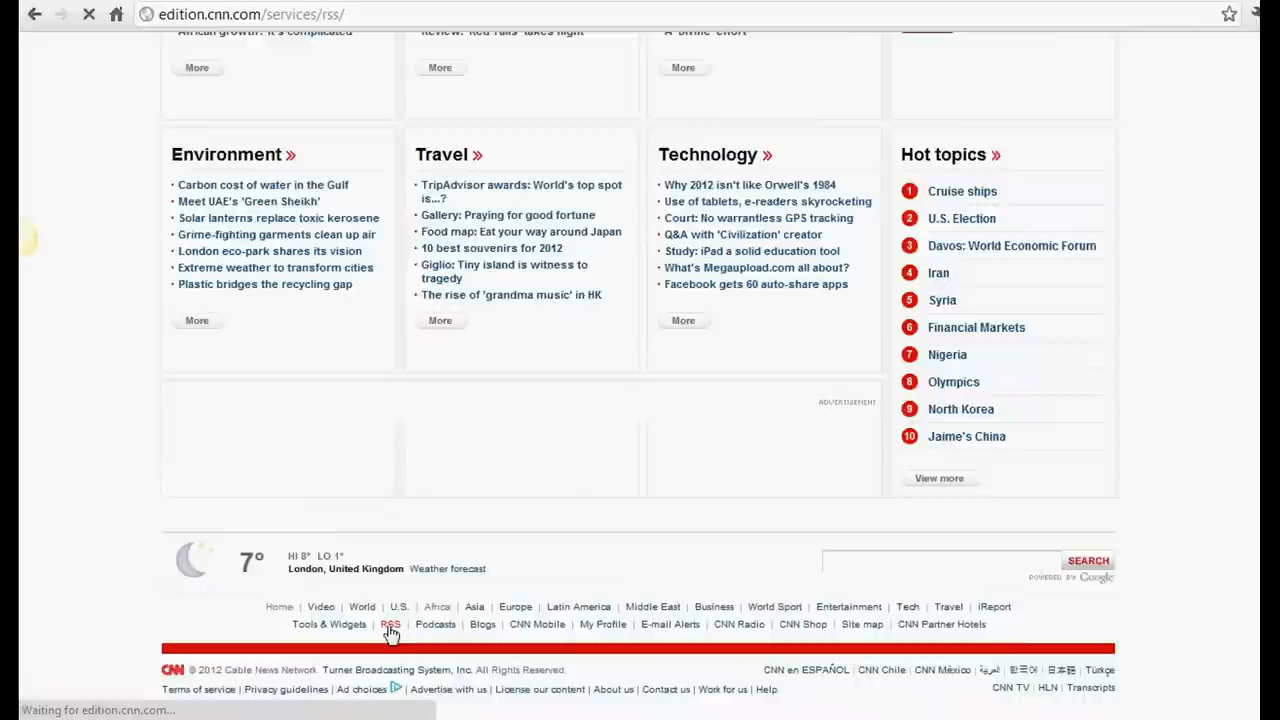 edition.cnn.com/services/rss/
African growth? It's complicated
Review: 'Red Tails' takes flight
A 'Divine' effort
More
More
More
Environment »
Carbon cost of water in the Gulf
Meet UAE's 'Green Sheikh'
Solar lanterns replace toxic kerosene
Grime-fighting garments clean up air
London eco-park shares its vision
Extreme weather to transform cities
Plastic bridges the recycling gap
More
Travel »
TripAdvisor awards: World's top spot
is...?
Gallery: Praying for good fortune
Food map: Eat your way around Japan
10 best souvenirs for 2012
Giglio: Tiny island is witness to
tragedy
The rise of 'grandma music' in HK
More
Technology »
Why 2012 isn't like Orwell's 1984
Use of tablets, e-readers skyrocketing
Court: No warrantless GPS tracking
Q&A with 'Civilization' creator
Study: iPad a solid education tool
What's Megaupload.com all about?
Facebook gets 60 auto-share apps
More
Hot topics »
1 Cruise ships
2 U.S. Election
3 Davos: World Economic Forum
4 Iran
5 Syria
6 Financial Markets
7 Nigeria
8 Olympics
9 North Korea
10 Jaime's China
View more
ADVERTISEMENT
7° HI 8° LO 1°
London, United Kingdom Weather forecast
SEARCH
POWERED BY Google
Home | Video | World | U.S. | Africa | Asia | Europe | Latin America | Middle East | Business | World Sport | Entertainment | Tech | Travel | iReport
Tools & Widgets | RSS | Podcasts | Blogs | CNN Mobile | My Profile | E-mail Alerts | CNN Radio | CNN Shop | Site map | CNN Partner Hotels
CNN © 2012 Cable News Network. Turner Broadcasting System, Inc. All Rights Reserved.
CNN en ESPAÑOL | CNN Chile | CNN México | العربية | 한국어 | 日本語 | Türkçe
Terms of service | Privacy guidelines | Ad choices | Advertise with us | License our content | About us | Contact us | Work for us | Help
CNN TV | HLN | Transcripts
Waiting for edition.cnn.com...